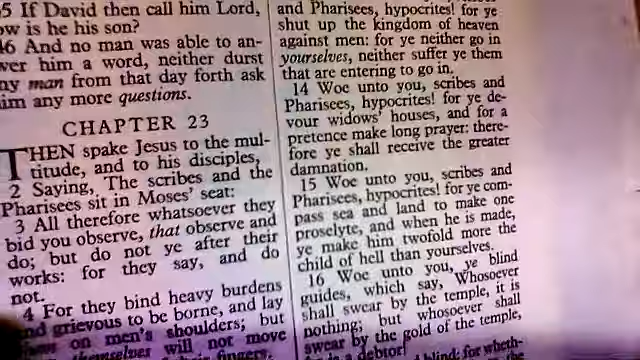 5 If David then call him Lord,
ow is he his son?
46 And no man was able to an-
wer him a word, neither durst
ny man from that day forth ask
im any more questions.
CHAPTER 23
THEN spake Jesus to the mul-
titude, and to his disciples,
2 Saying, The scribes and the
Pharisees sit in Moses' seat:
3 All therefore whatsoever they
bid you observe, that observe and
do; but do not ye after their
works: for they say, and do
not.
4 For they bind heavy burdens
nd grievous to be borne, and lay
on men's shoulders; but
themselves will not move
fingers.
and Pharisees, hypocrites! for ye
shut up the kingdom of heaven
against men: for ye neither go in
yourselves, neither suffer ye them
that are entering to go in.
14 Woe unto you, scribes and
Pharisees, hypocrites! for ye de-
vour widows' houses, and for a
pretence make long prayer: there-
fore ye shall receive the greater
damnation.
15 Woe unto you, scribes and
Pharisees, hypocrites! for ye com-
pass sea and land to make one
proselyte, and when he is made,
ye make him twofold more the
child of hell than yourselves.
16 Woe unto you, ye blind
guides, which say, Whosoever
shall swear by the temple, it is
nothing; but whosoever shall
swear by the gold of the temple,
is a debtor!
blind: for wheth-